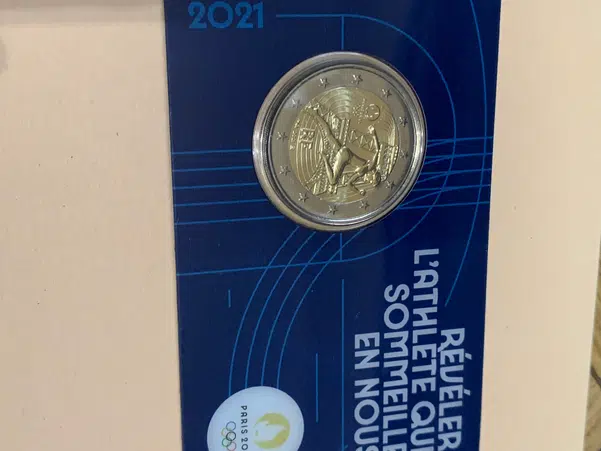 2021
RÉVÉLER
L'ATHLÈTE QUI
SOMMEILLE
EN NOUS
PARIS 20